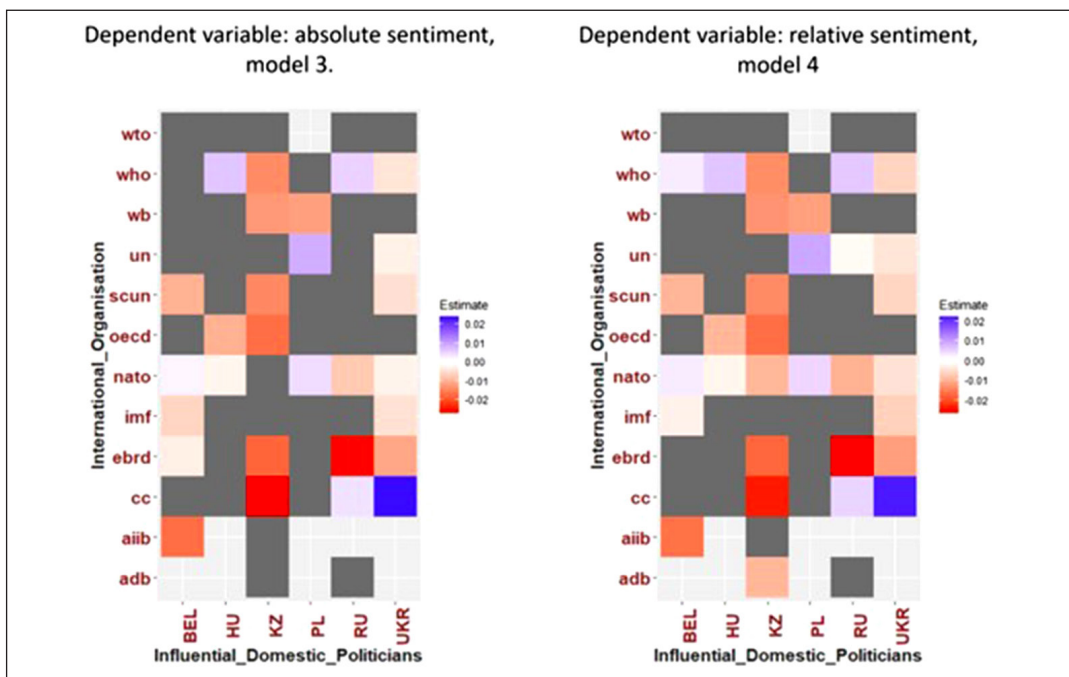 Dependent variable: absolute sentiment,
model 3.
International_Organisation
wto
who
wb
un
scun
oecd
nato
imf
ebrd
cc
aiib
adb
BEL
HU
KZ
PL
RU
UKR
Influential_Domestic_Politicians
Estimate
0.02
0.01
0.00
-0.01
-0.02
Dependent variable: relative sentiment,
model 4
International_Organisation
wto
who
wb
un
scun
oecd
nato
imf
ebrd
cc
aiib
adb
BEL
HU
KZ
PL
RU
UKR
Influential_Domestic_Politicians
Estimate
0.02
0.01
0.00
-0.01
-0.02